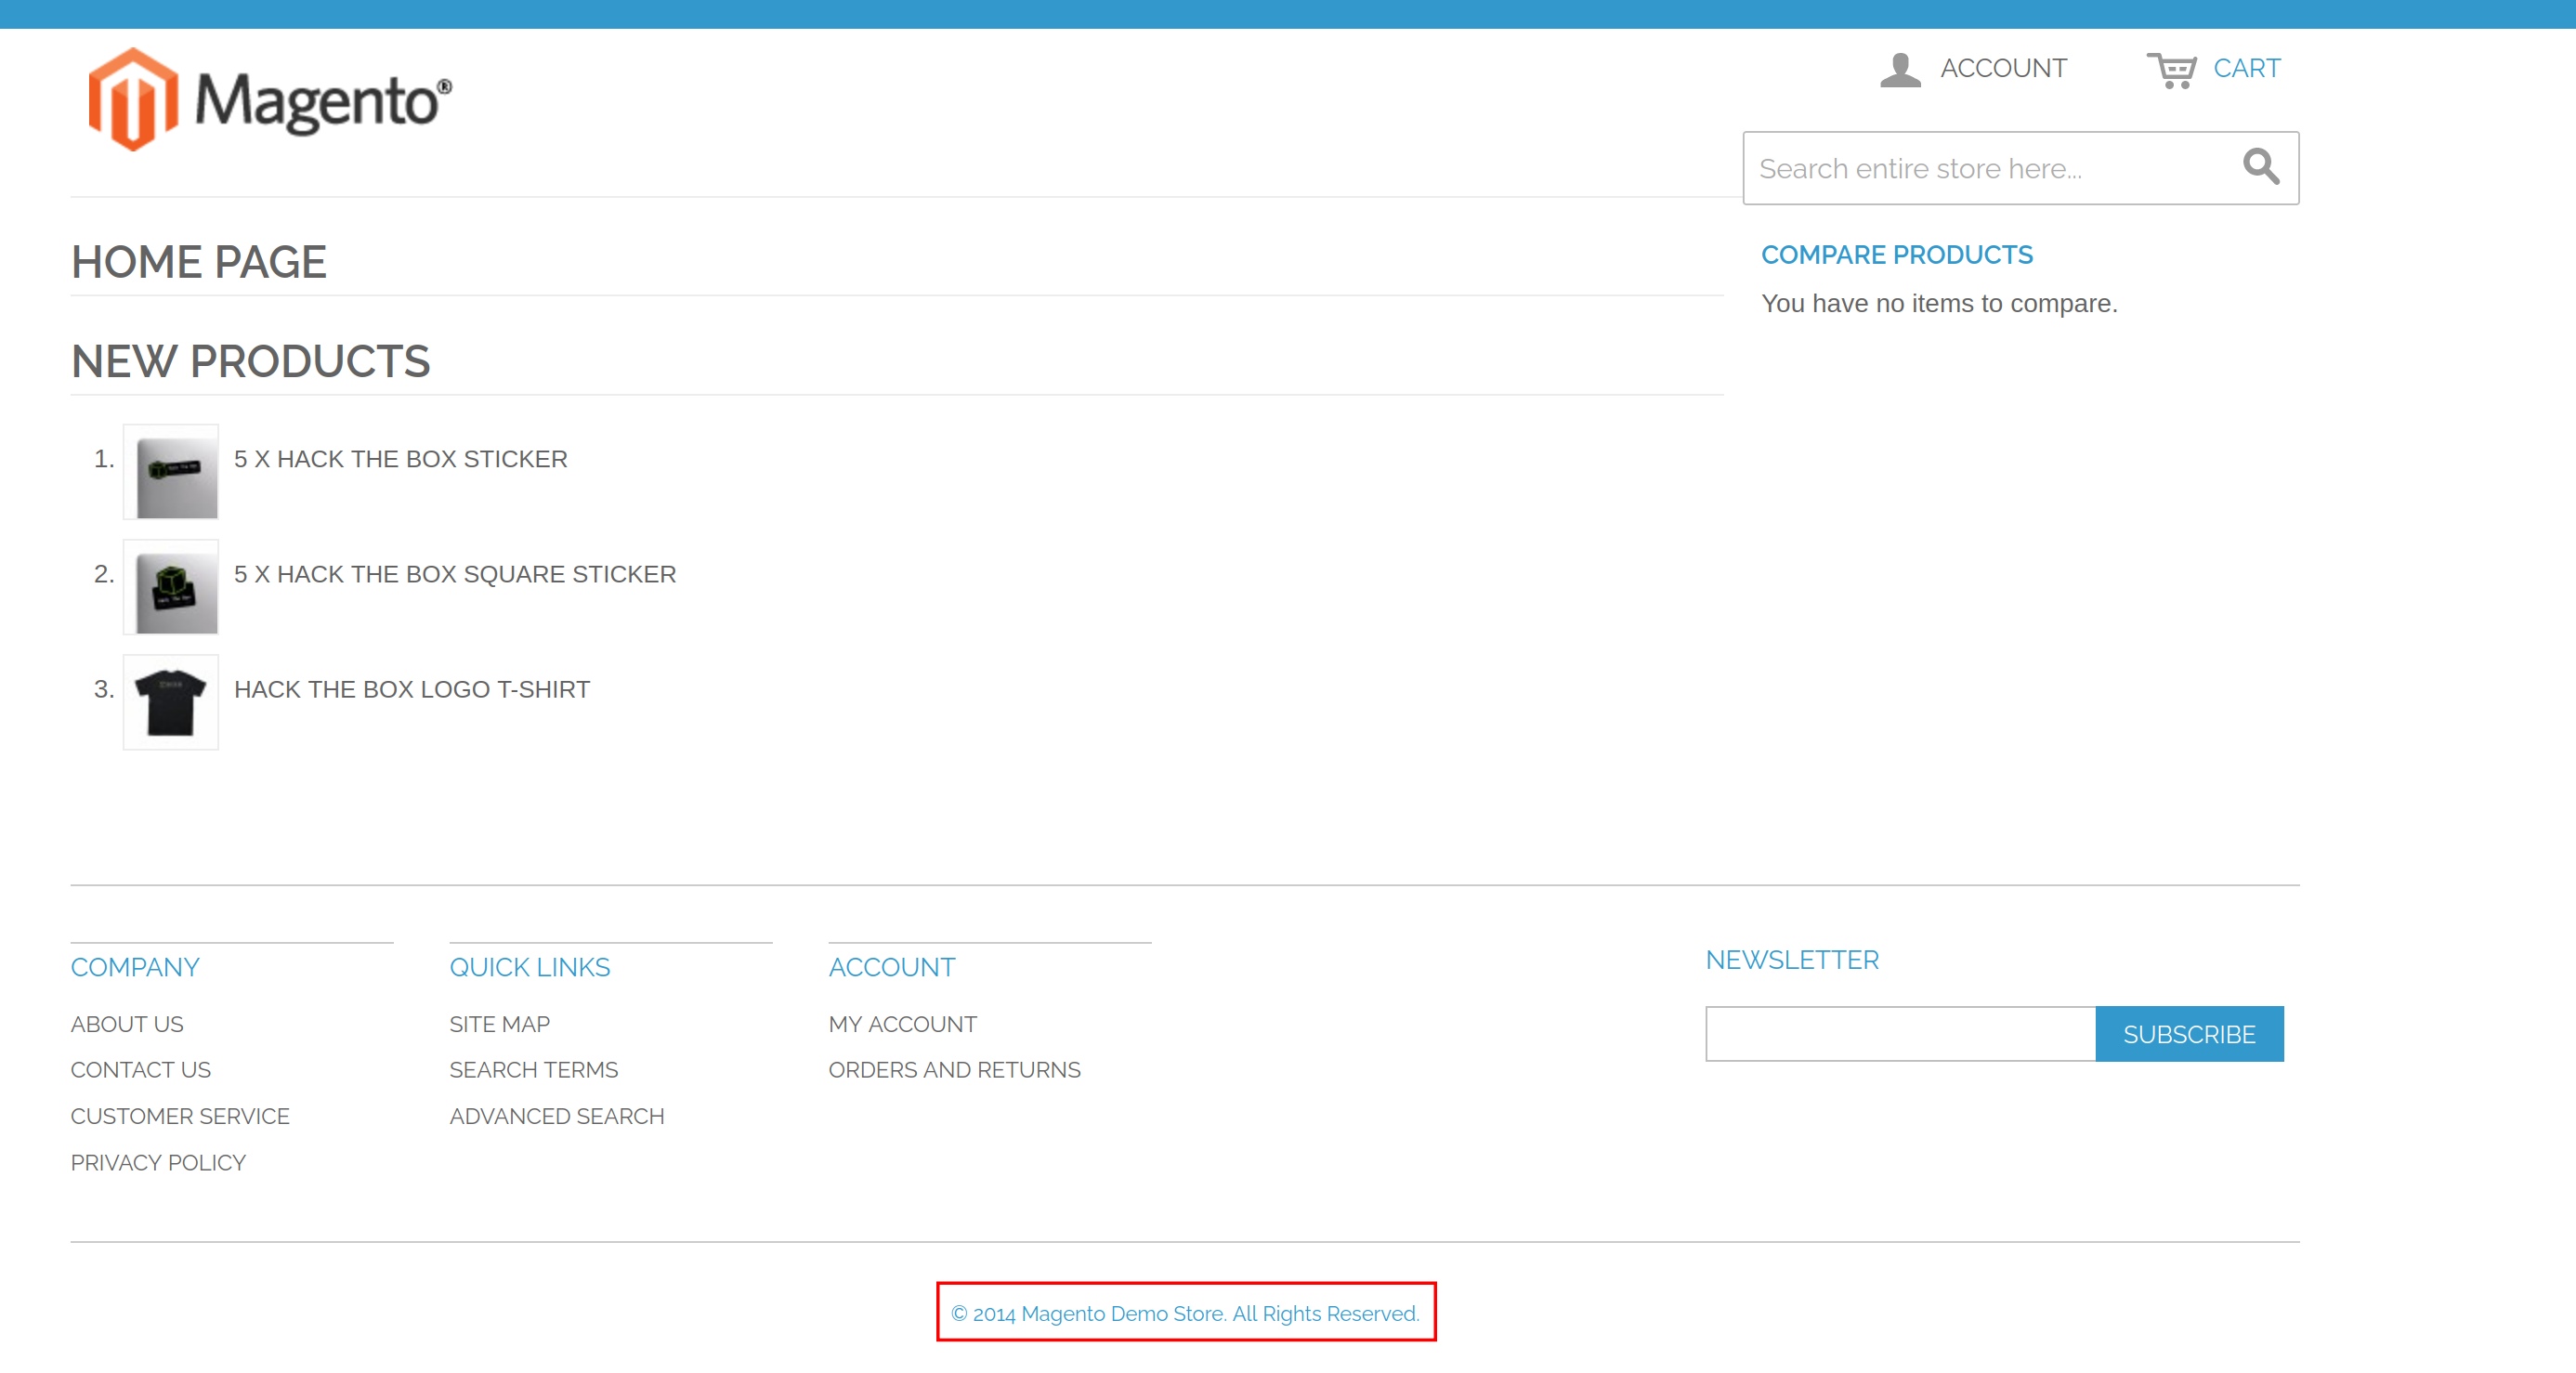 Magento®
ACCOUNT
CART
Search entire store here...
HOME PAGE
COMPARE PRODUCTS
You have no items to compare.
NEW PRODUCTS
1. 5 X HACK THE BOX STICKER
2. 5 X HACK THE BOX SQUARE STICKER
3. HACK THE BOX LOGO T-SHIRT
COMPANY
ABOUT US
CONTACT US
CUSTOMER SERVICE
PRIVACY POLICY
QUICK LINKS
SITE MAP
SEARCH TERMS
ADVANCED SEARCH
ACCOUNT
MY ACCOUNT
ORDERS AND RETURNS
NEWSLETTER
SUBSCRIBE
© 2014 Magento Demo Store. All Rights Reserved.